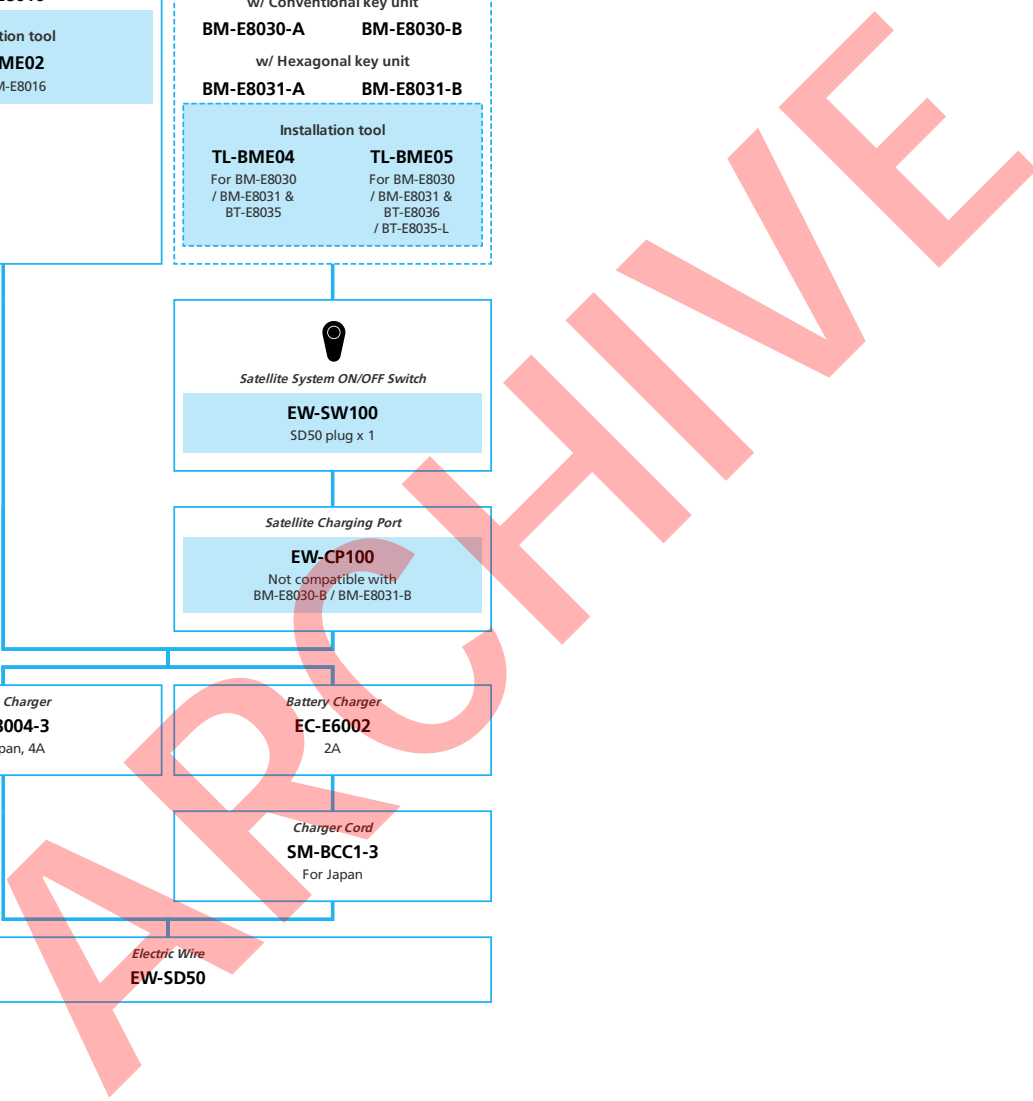 tion tool
ME02
M-E8016
w/ Conventional key unit
BM-E8030-A BM-E8030-B
w/ Hexagonal key unit
BM-E8031-A BM-E8031-B
Installation tool
TL-BME04 TL-BME05
For BM-E8030 For BM-E8030
/ BM-E8031 & / BM-E8031 &
BT-E8035 BT-E8036
/ BT-E8035-L
Satellite System ON/OFF Switch
EW-SW100
SD50 plug x 1
Satellite Charging Port
EW-CP100
Not compatible with
BM-E8030-B / BM-E8031-B
Charger
8004-3
pan, 4A
Battery Charger
EC-E6002
2A
Charger Cord
SM-BCC1-3
For Japan
Electric Wire
EW-SD50
ARCHIVE